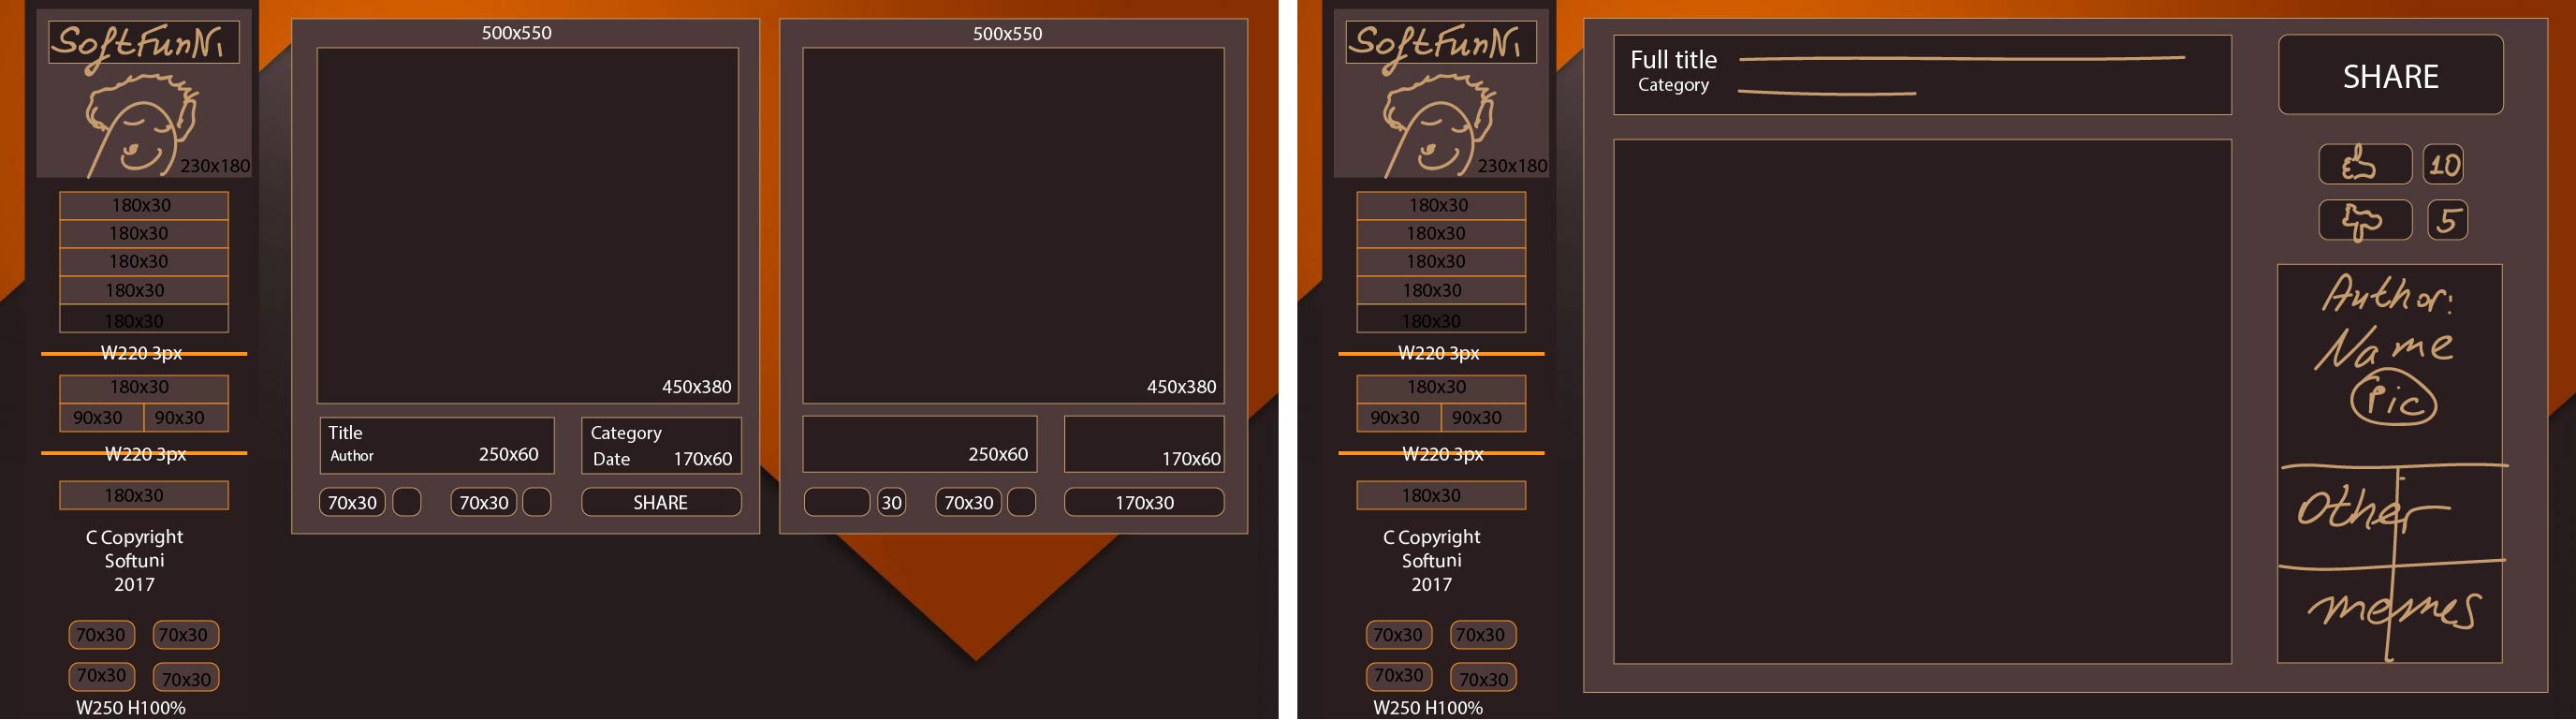 SoftFunNi
230x180
180x30
180x30
180x30
180x30
180x30
W220 3px
180x30
90x30 90x30
W220 3px
180x30
C Copyright
Softuni
2017
70x30 70x30
70x30 70x30
W250 H100%
500x550
450x380
Title
Author 250x60
Category
Date 170x60
70x30 70x30 SHARE
500x550
450x380
250x60 170x60
30 70x30 170x30
SoftFunNi
230x180
180x30
180x30
180x30
180x30
180x30
W220 3px
180x30
90x30 90x30
W220 3px
180x30
C Copyright
Softuni
2017
70x30 70x30
70x30 70x30
W250 H100%
Full title
Category
SHARE
10
5
Author:
Name
Pic
Other
memes